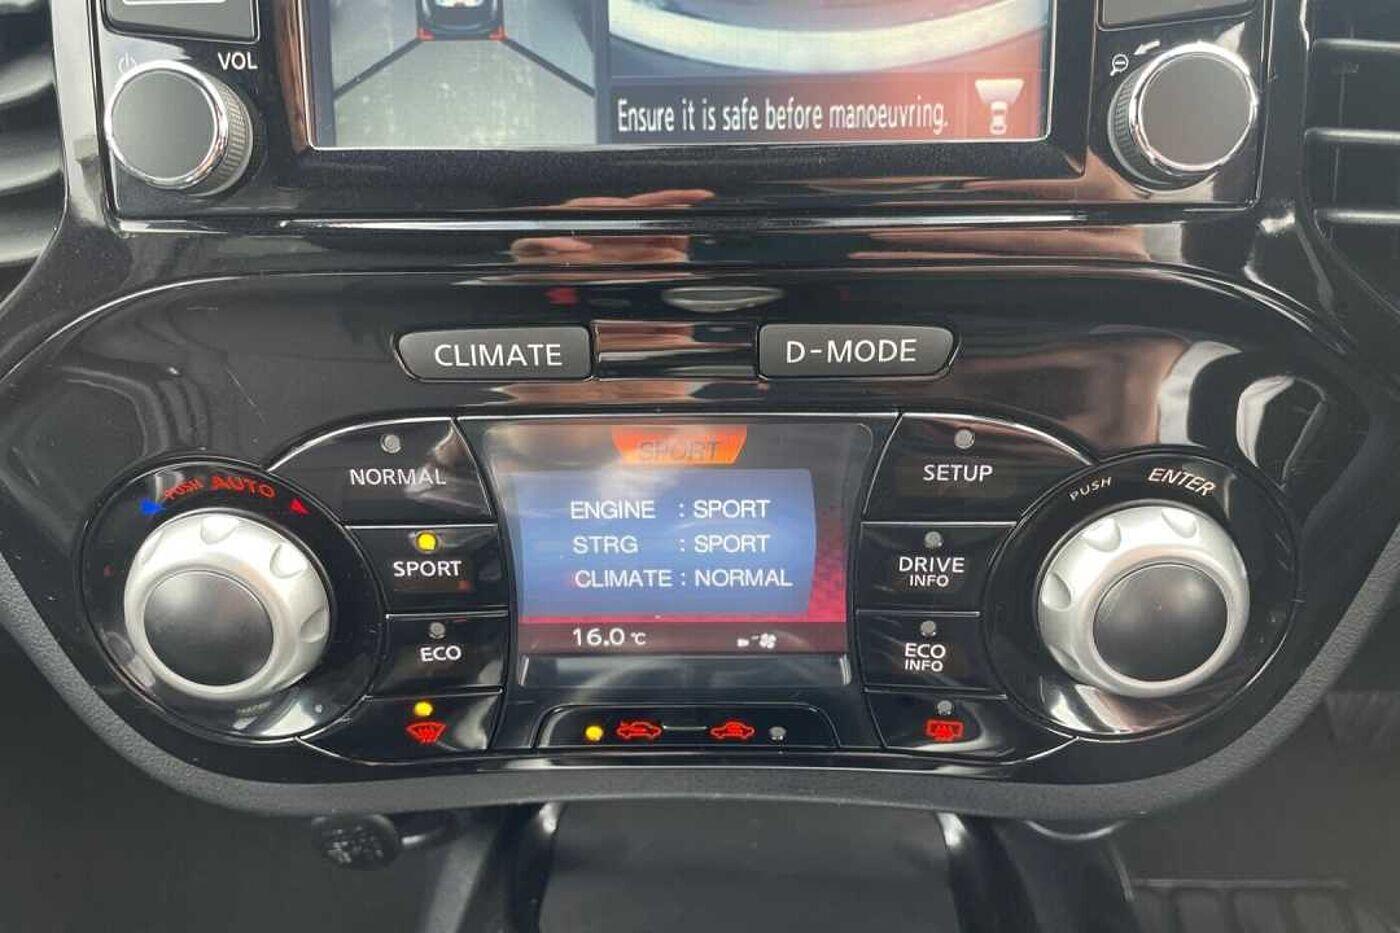 VOL
Ensure it is safe before manoeuvring.
CLIMATE
D-MODE
SPORT
NORMAL
SETUP
PUSH AUTO
PUSH ENTER
ENGINE : SPORT
STRG : SPORT
CLIMATE : NORMAL
SPORT
DRIVE
INFO
16.0 °C
ECO
ECO
INFO